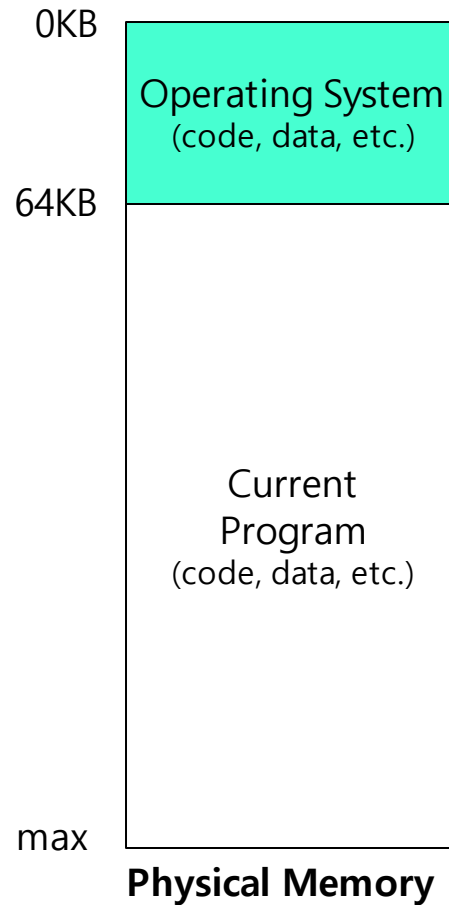 0KB
Operating System
(code, data, etc.)
64KB
Current
Program
(code, data, etc.)
max
Physical Memory